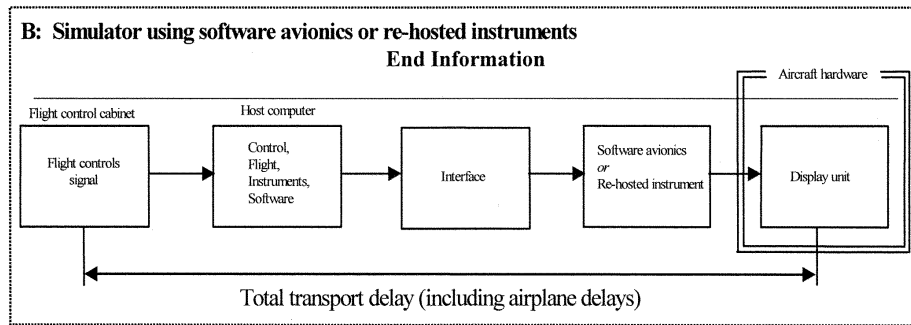 B: Simulator using software avionics or re-hosted instruments
End Information
Aircraft hardware
Flight control cabinet
Host computer
Flight controls
signal
Control,
Flight,
Instruments,
Software
Interface
Software avionics
or
Re-hosted instrument
Display unit
Total transport delay (including airplane delays)